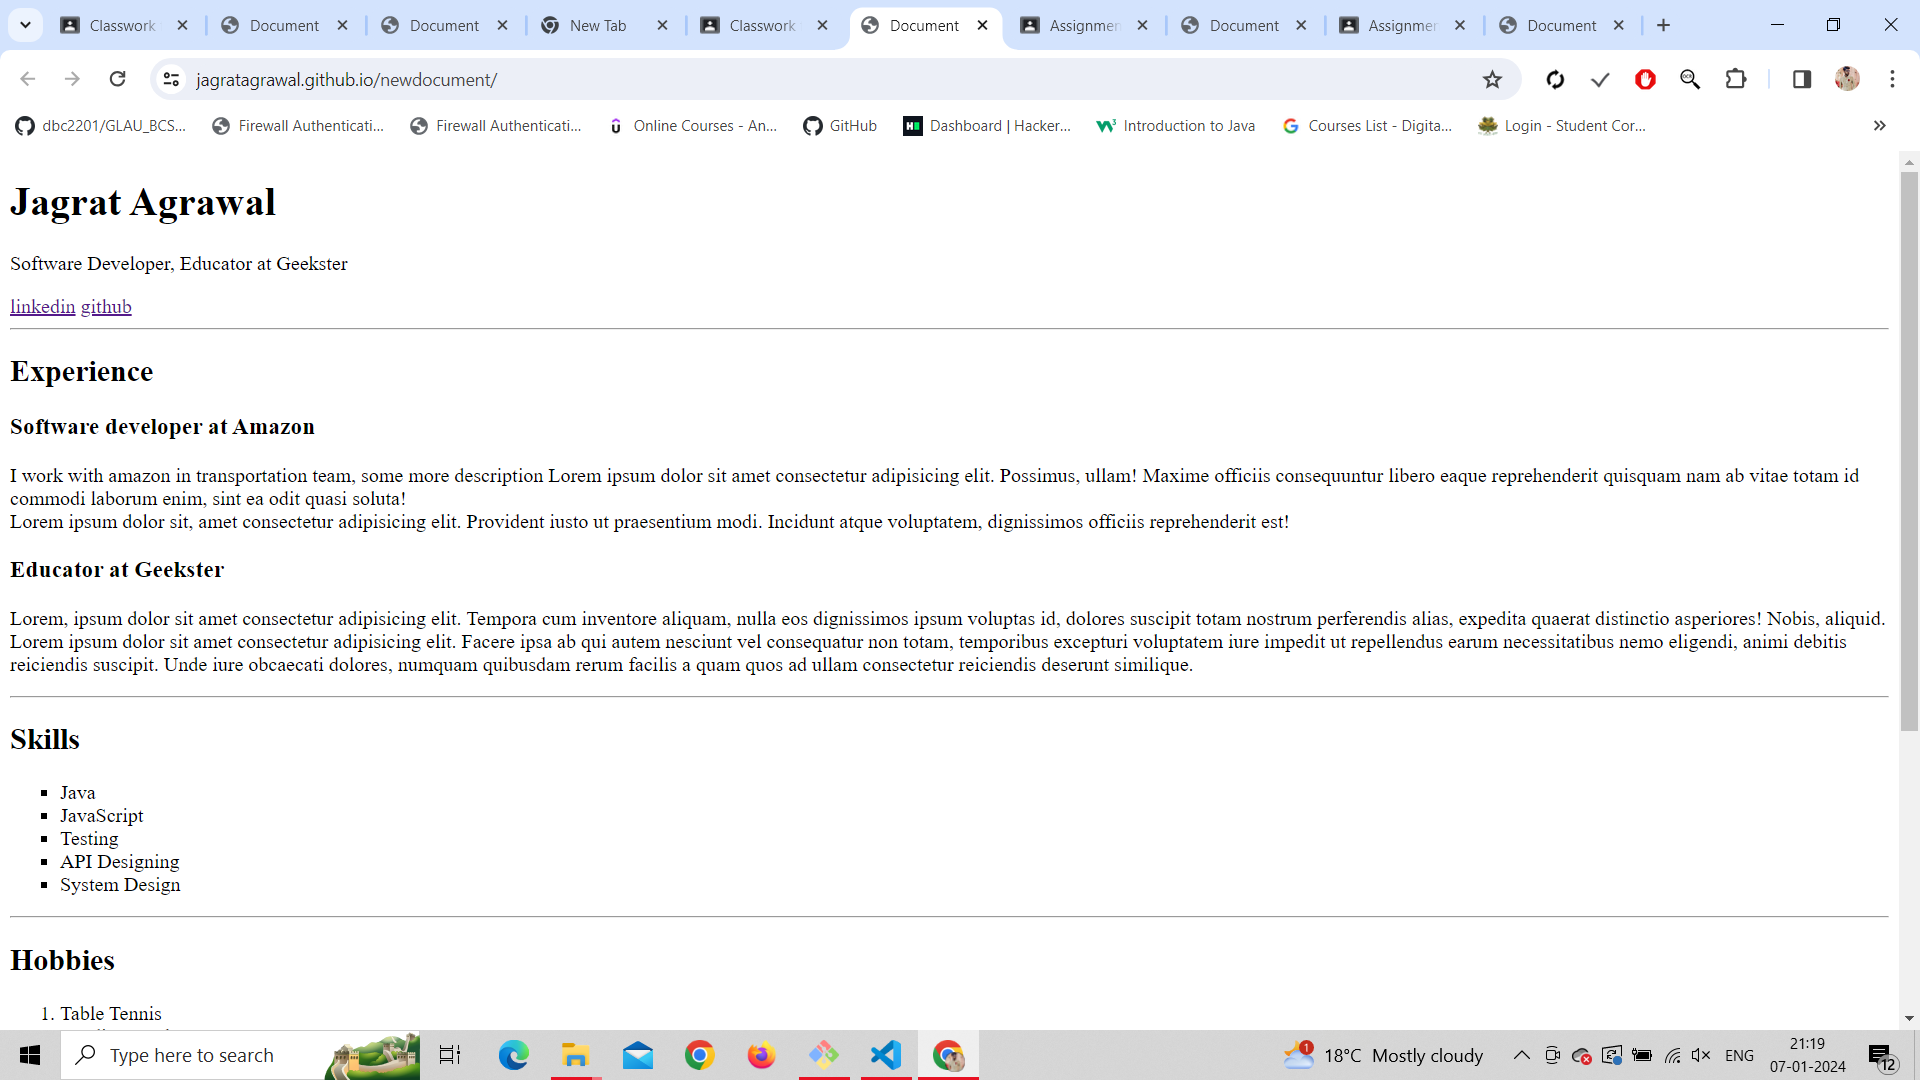 Classwork
Document
Document
New Tab
Classwork
Document
Assignmen
Document
Assignmer
Document
jagratagrawal.github.io/newdocument/
dbc2201/GLAU_BCS...
Firewall Authenticati...
Firewall Authenticati...
Online Courses - An...
GitHub
Dashboard | Hacker...
Introduction to Java
Courses List - Digita...
Login - Student Cor...
Jagrat Agrawal
Software Developer, Educator at Geekster
linkedin github
Experience
Software developer at Amazon
I work with amazon in transportation team, some more description Lorem ipsum dolor sit amet consectetur adipisicing elit. Possimus, ullam! Maxime officiis consequuntur libero eaque reprehenderit quisquam nam ab vitae totam id
commodi laborum enim, sint ea odit quasi soluta!
Lorem ipsum dolor sit, amet consectetur adipisicing elit. Provident iusto ut praesentium modi. Incidunt atque voluptatem, dignissimos officiis reprehenderit est!
Educator at Geekster
Lorem, ipsum dolor sit amet consectetur adipisicing elit. Tempora cum inventore aliquam, nulla eos dignissimos ipsum voluptas id, dolores suscipit totam nostrum perferendis alias, expedita quaerat distinctio asperiores! Nobis, aliquid.
Lorem ipsum dolor sit amet consectetur adipisicing elit. Facere ipsa ab qui autem nesciunt vel consequatur non totam, temporibus excepturi voluptatem iure impedit ut repellendus earum necessitatibus nemo eligendi, animi debitis
reiciendis suscipit. Unde iure obcaecati dolores, numquam quibusdam rerum facilis a quam quos ad ullam consectetur reiciendis deserunt similique.
Skills
Java
JavaScript
Testing
API Designing
System Design
Hobbies
1. Table Tennis
Type here to search
1
18°C Mostly cloudy
ENG
21:19
07-01-2024
12